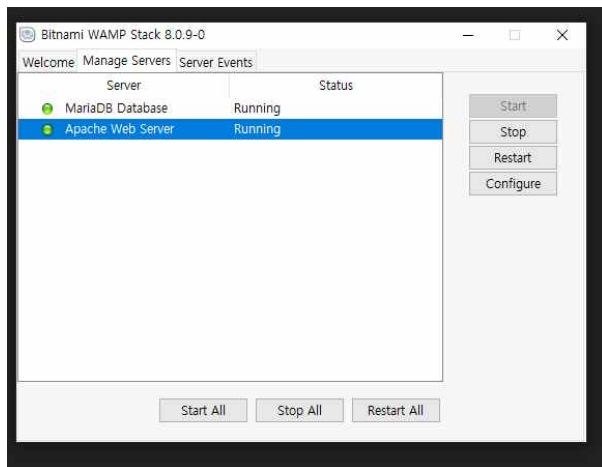 Bitnami WAMP Stack 8.0.9-0
Welcome Manage Servers Server Events
Server Status
MariaDB Database Running
Apache Web Server Running
Start
Stop
Restart
Configure
Start All Stop All Restart All